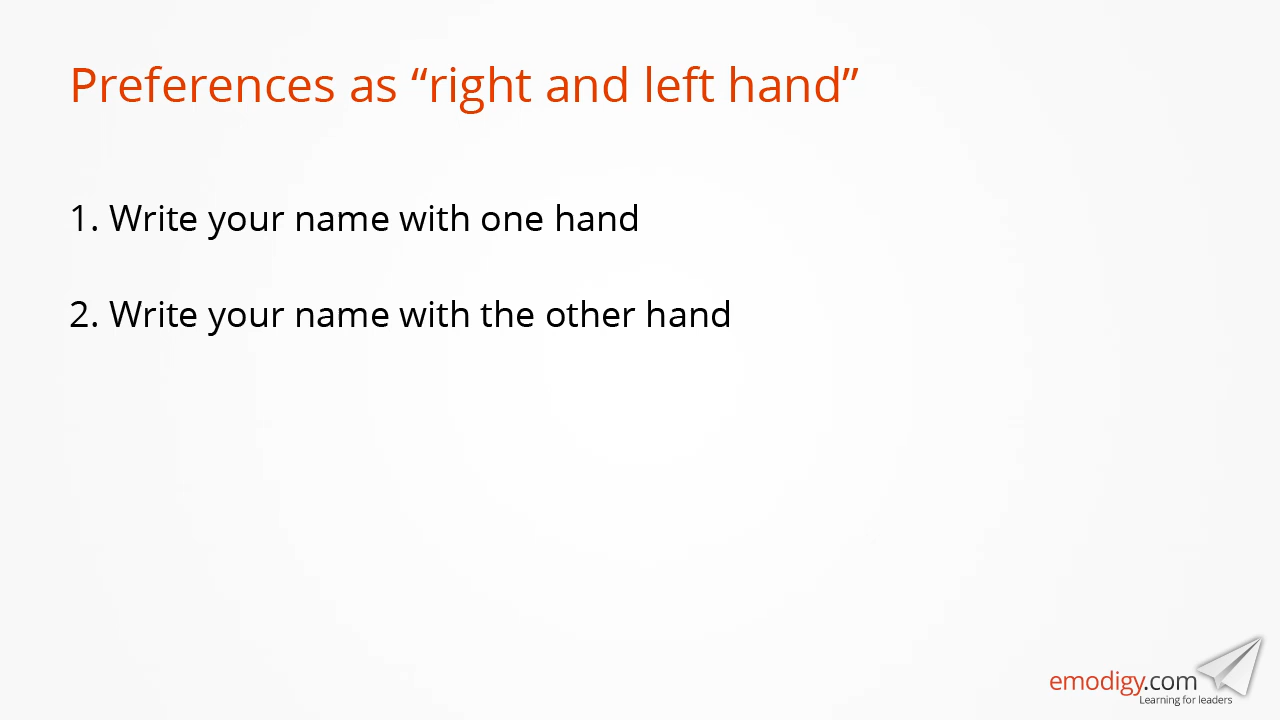 Preferences as “right and left hand”
1. Write your name with one hand
2. Write your name with the other hand
emodigy.com
Learning for leaders